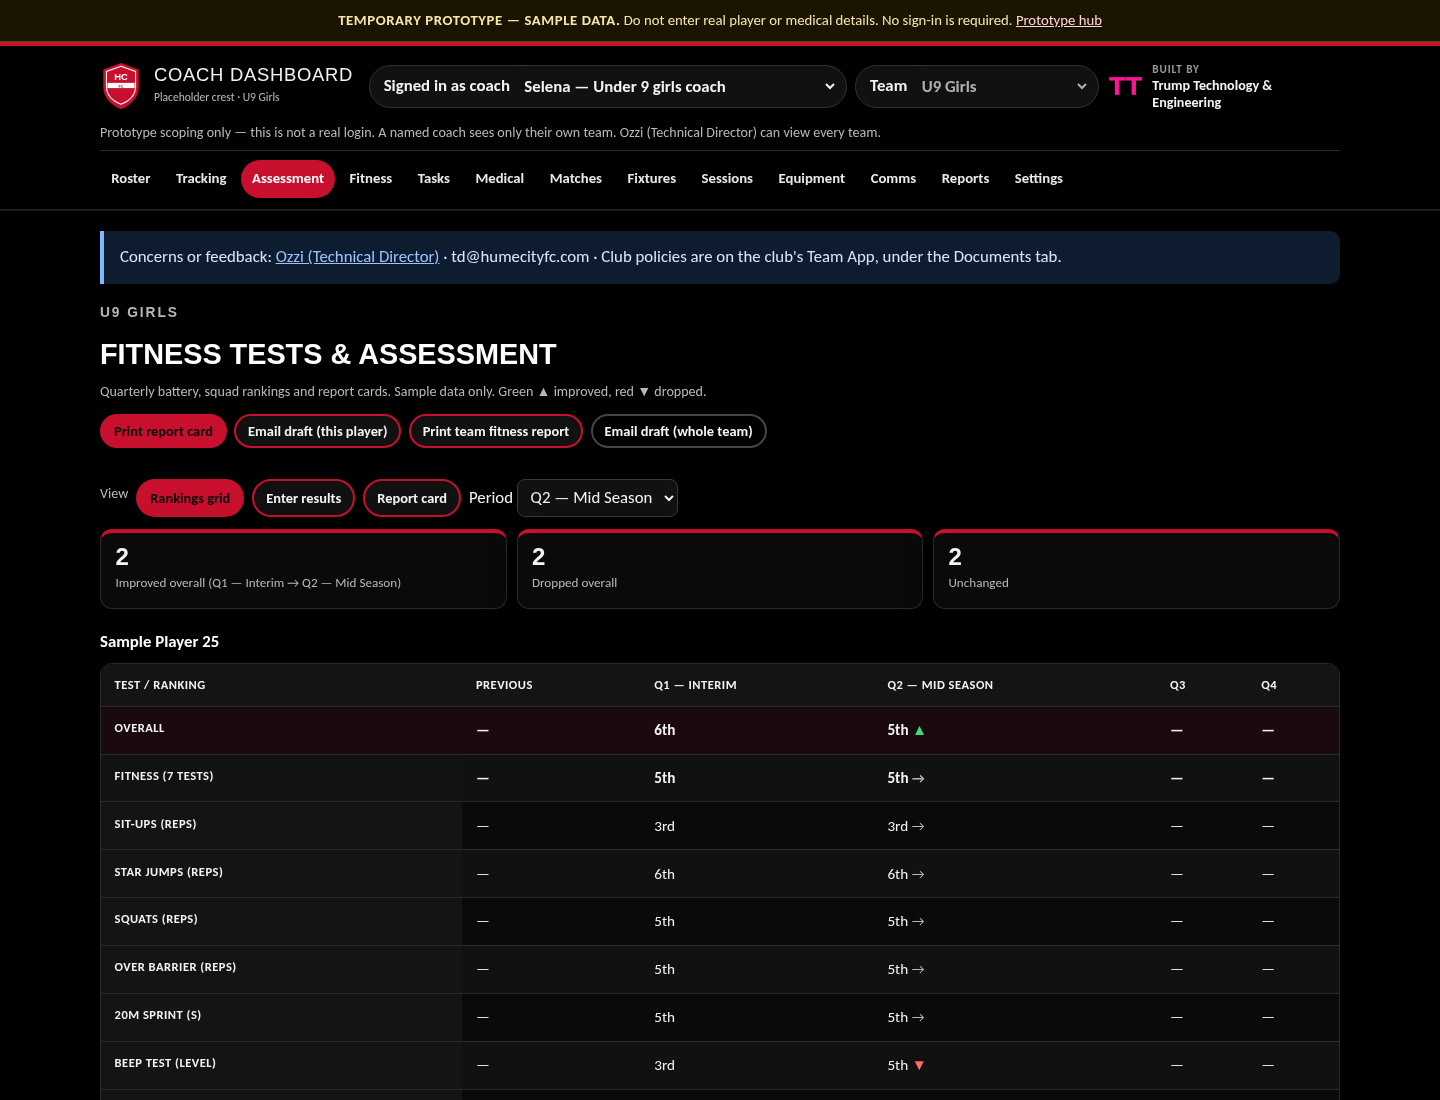 TEMPORARY PROTOTYPE — SAMPLE DATA. Do not enter real player or medical details. No sign-in is required. Prototype hub
HC
FC
COACH DASHBOARD
Placeholder crest · U9 Girls
Signed in as coach Selena — Under 9 girls coach
Team U9 Girls
TT
BUILT BY
Trump Technology &
Engineering
Prototype scoping only — this is not a real login. A named coach sees only their own team. Ozzi (Technical Director) can view every team.
Roster Tracking Assessment Fitness Tasks Medical Matches Fixtures Sessions Equipment Comms Reports Settings
Concerns or feedback: Ozzi (Technical Director) · td@humecityfc.com · Club policies are on the club's Team App, under the Documents tab.
U9 GIRLS
FITNESS TESTS & ASSESSMENT
Quarterly battery, squad rankings and report cards. Sample data only. Green ▲ improved, red ▼ dropped.
Print report card Email draft (this player) Print team fitness report Email draft (whole team)
View Rankings grid Enter results Report card Period Q2 — Mid Season
2
Improved overall (Q1 — Interim → Q2 — Mid Season)
2
Dropped overall
2
Unchanged
Sample Player 25
TEST / RANKING PREVIOUS Q1 — INTERIM Q2 — MID SEASON Q3 Q4
OVERALL — 6th 5th ▲ — —
FITNESS (7 TESTS) — 5th 5th → — —
SIT-UPS (REPS) — 3rd 3rd → — —
STAR JUMPS (REPS) — 6th 6th → — —
SQUATS (REPS) — 5th 5th → — —
OVER BARRIER (REPS) — 5th 5th → — —
20M SPRINT (S) — 5th 5th → — —
BEEP TEST (LEVEL) — 3rd 5th ▼ — —